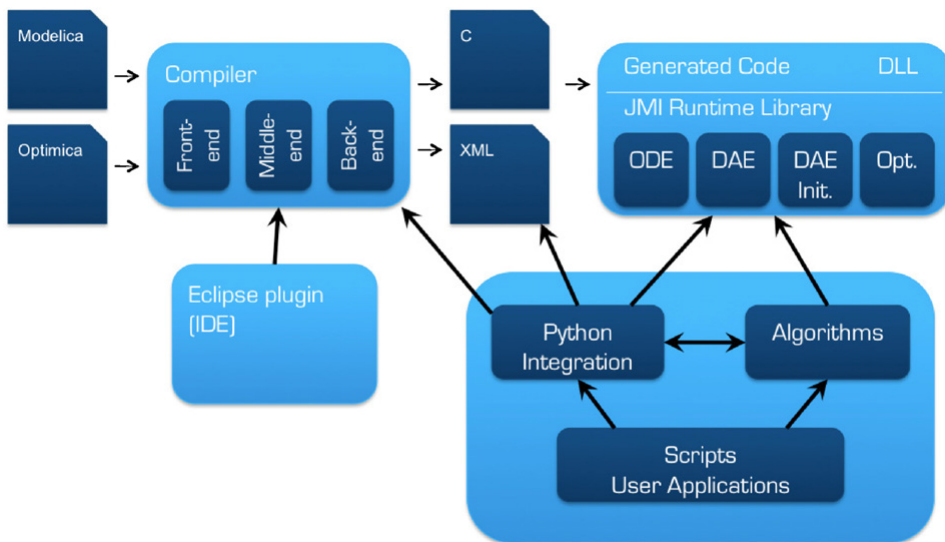 Modelica
Optimica
Compiler
Front-
end
Middle-
end
Back-
end
C
XML
Generated Code DLL
JMI Runtime Library
ODE
DAE
DAE
Init.
Opt.
Eclipse plugin
(IDE)
Python
Integration
Algorithms
Scripts
User Applications